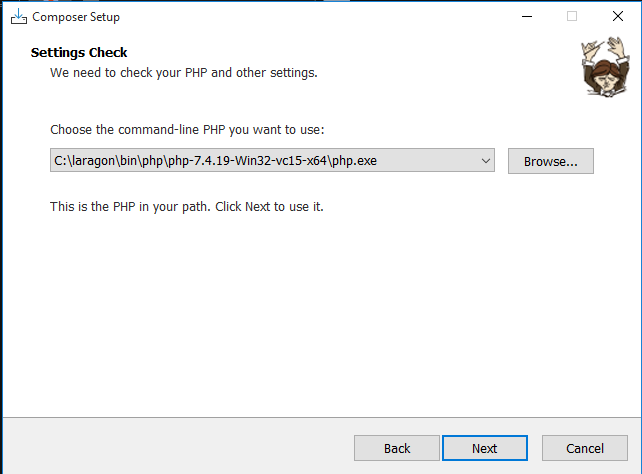 Composer Setup
Settings Check
We need to check your PHP and other settings.
Choose the command-line PHP you want to use:
C:\laragon\bin\php\php-7.4.19-Win32-vc15-x64\php.exe
Browse...
This is the PHP in your path. Click Next to use it.
Back
Next
Cancel